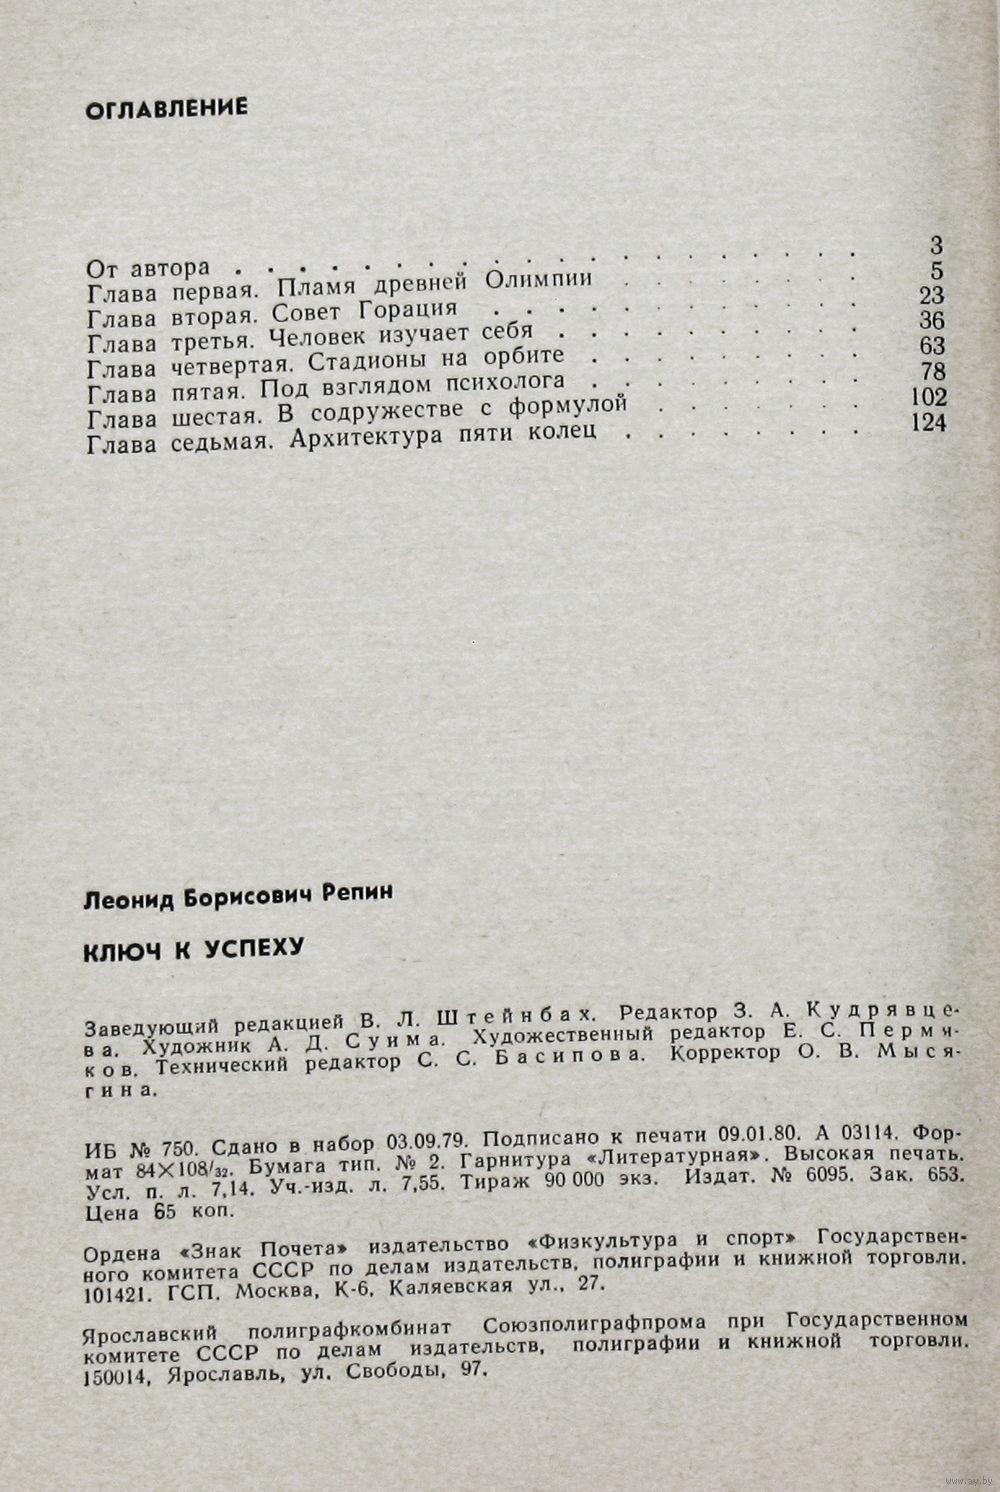 ОГЛАВЛЕНИЕ
От автора . . . . . . . . . . . . . . . . . . . . 3
Глава первая. Пламя древней Олимпии . . . . . . . . 5
Глава вторая. Совет Горация . . . . . . . . . . . . 23
Глава третья. Человек изучает себя . . . . . . . . . . 36
Глава четвертая. Стадионы на орбите . . . . . . . . . 63
Глава пятая. Под взглядом психолога . . . . . . . . . 78
Глава шестая. В содружестве с формулой . . . . . . . 102
Глава седьмая. Архитектура пяти колец . . . . . . . . 124
Леонид Борисович Репин
КЛЮЧ К УСПЕХУ
Заведующий редакцией В. Л. Штейнбах. Редактор З. А. Кудрявце-
ва. Художник А. Д. Суима. Художественный редактор Е. С. Пермя-
ков. Технический редактор С. С. Басипова. Корректор О. В. Мыся-
гина.
ИБ № 750. Сдано в набор 03.09.79. Подписано к печати 09.01.80. А 03114. Фор-
мат 84×108/32. Бумага тип. № 2. Гарнитура «Литературная». Высокая печать.
Усл. п. л. 7,14. Уч.-изд. л. 7,55. Тираж 90 000 экз. Издат. № 6095. Зак. 653.
Цена 65 коп.
Ордена «Знак Почета» издательство «Физкультура и спорт» Государствен-
ного комитета СССР по делам издательств, полиграфии и книжной торговли.
101421. ГСП. Москва, К-6, Каляевская ул., 27.
Ярославский полиграфкомбинат Союзполиграфпрома при Государственном
комитете СССР по делам издательств, полиграфии и книжной торговли.
150014, Ярославль, ул. Свободы, 97.
www.ay.by